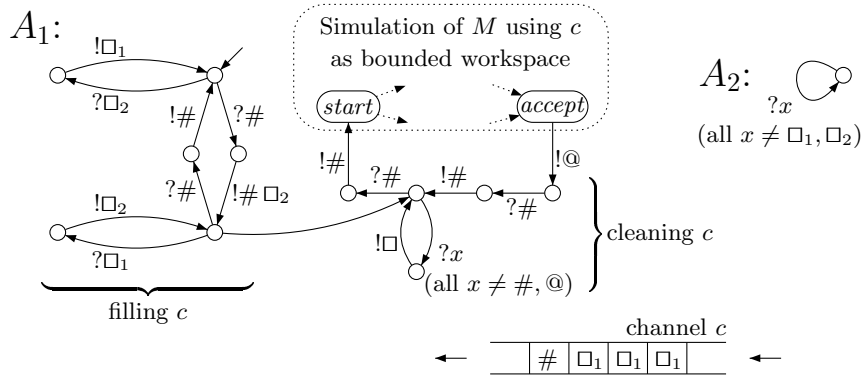 A₁:
Simulation of M using c
as bounded workspace
start
accept
!□₁
?□₂
!#
?#
?#
!# □₂
!□₂
?□₁
filling c
!#
?#
!#
?#
!@
!□
?x
(all x ≠ #, @)
cleaning c
A₂:
?x
(all x ≠ □₁, □₂)
channel c
# □₁ □₁ □₁